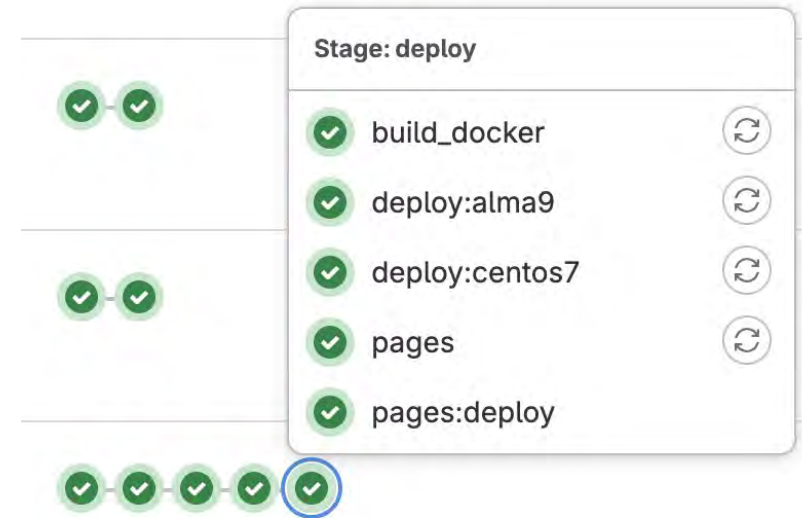 Stage: deploy
build_docker
deploy:alma9
deploy:centos7
pages
pages:deploy